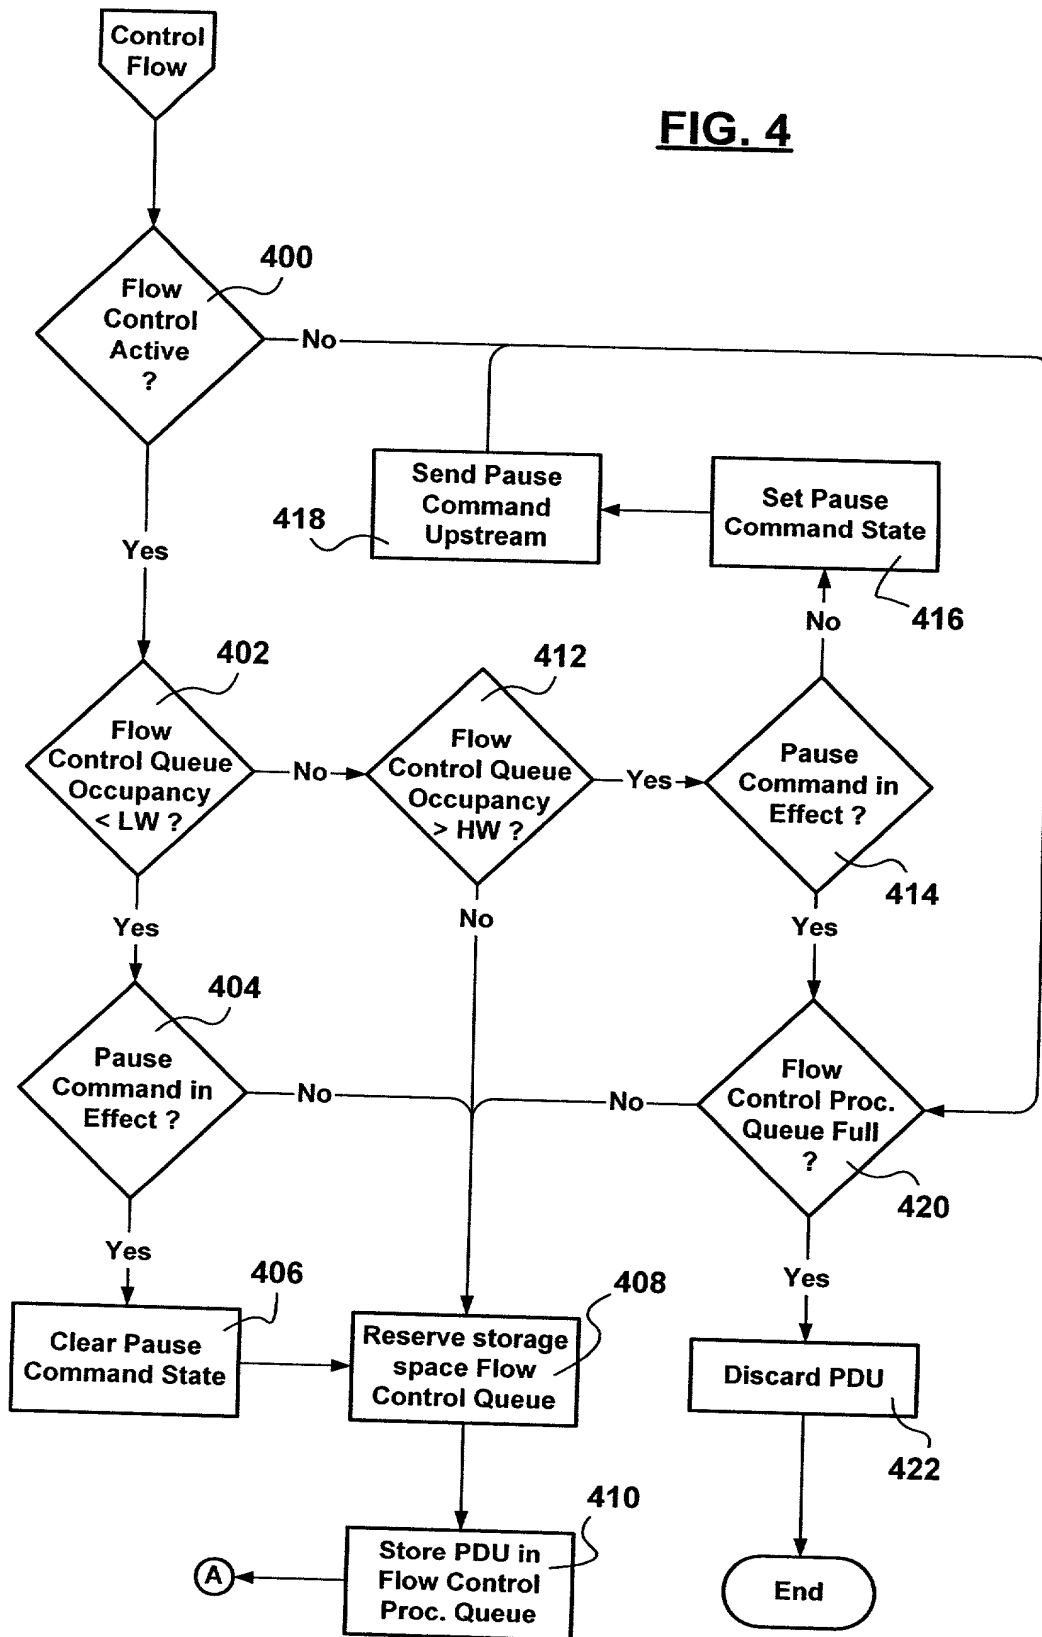 Control
Flow
FIG. 4
400
Flow
Control
Active
?
No
Yes
Send Pause
Command
Upstream
418
Set Pause
Command State
416
No
402
Flow
Control Queue
Occupancy
< LW ?
No
412
Flow
Control Queue
Occupancy
> HW ?
Yes
Pause
Command in
Effect ?
414
Yes
No
Yes
404
Pause
Command in
Effect ?
No
No
Flow
Control Proc.
Queue Full
?
420
Yes
Yes
406
Clear Pause
Command State
408
Reserve storage
space Flow
Control Queue
Discard PDU
422
410
Store PDU in
Flow Control
Proc. Queue
A
End